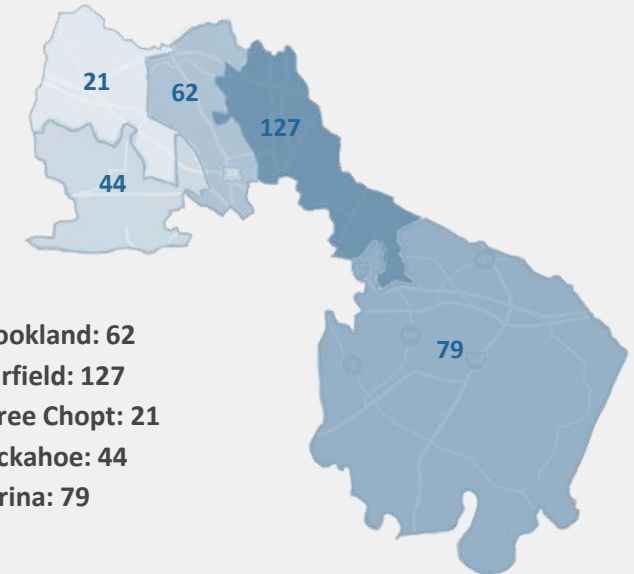 21
62
127
44
79
ookland: 62
rfield: 127
ree Chopt: 21
ckahoe: 44
rina: 79